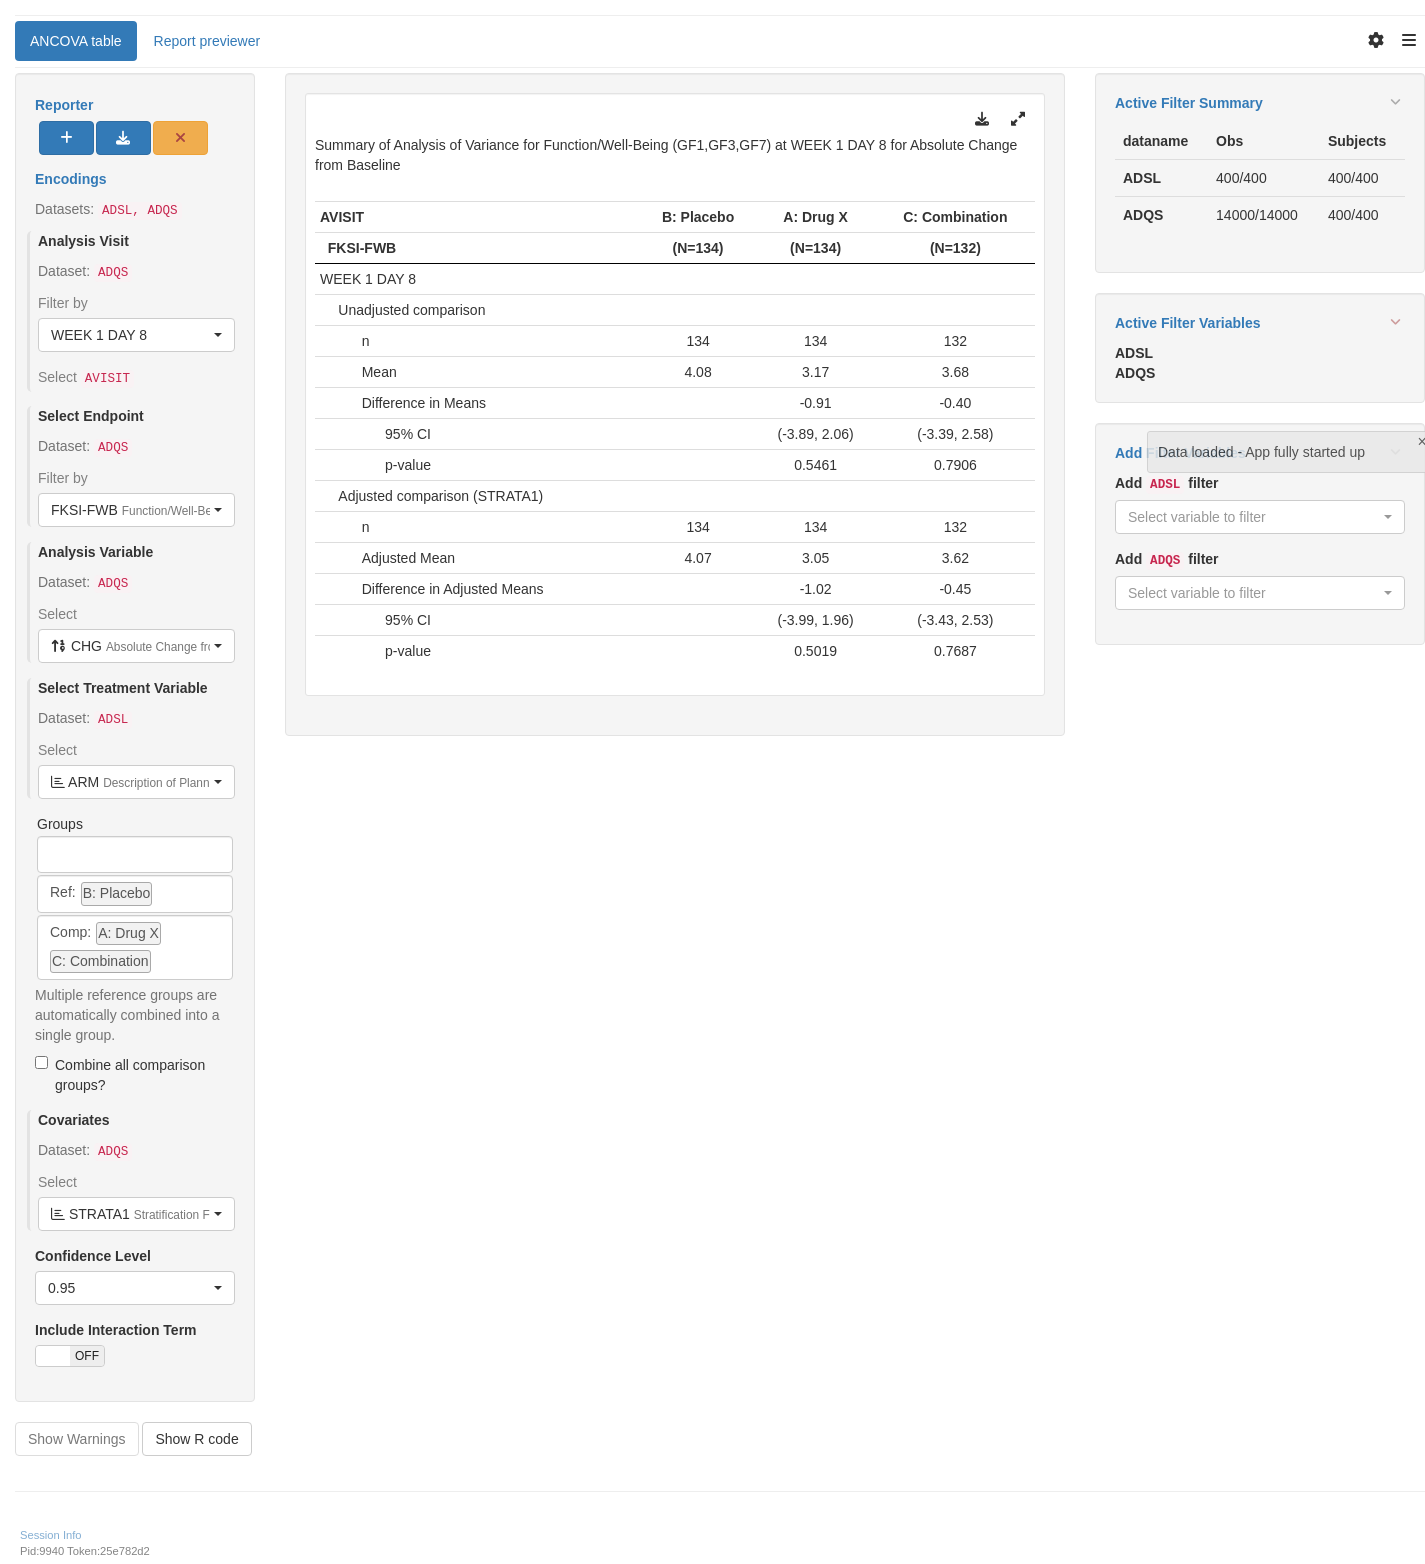 ANCOVA table Report previewer
Reporter
Encodings
Datasets: ADSL, ADQS
Analysis Visit
Dataset: ADQS
Filter by
WEEK 1 DAY 8
Select AVISIT
Select Endpoint
Dataset: ADQS
Filter by
FKSI-FWB Function/Well-Be
Analysis Variable
Dataset: ADQS
Select
CHG Absolute Change fro
Select Treatment Variable
Dataset: ADSL
Select
ARM Description of Plann
Groups
Ref: B: Placebo
Comp: A: Drug X
C: Combination
Multiple reference groups are
automatically combined into a
single group.
Combine all comparison
groups?
Covariates
Dataset: ADQS
Select
STRATA1 Stratification F
Confidence Level
0.95
Include Interaction Term
OFF
Show Warnings Show R code
Summary of Analysis of Variance for Function/Well-Being (GF1,GF3,GF7) at WEEK 1 DAY 8 for Absolute Change
from Baseline
AVISIT B: Placebo A: Drug X C: Combination
FKSI-FWB (N=134) (N=134) (N=132)
WEEK 1 DAY 8
Unadjusted comparison
n 134 134 132
Mean 4.08 3.17 3.68
Difference in Means -0.91 -0.40
95% CI (-3.89, 2.06) (-3.39, 2.58)
p-value 0.5461 0.7906
Adjusted comparison (STRATA1)
n 134 134 132
Adjusted Mean 4.07 3.05 3.62
Difference in Adjusted Means -1.02 -0.45
95% CI (-3.99, 1.96) (-3.43, 2.53)
p-value 0.5019 0.7687
Active Filter Summary
dataname Obs Subjects
ADSL 400/400 400/400
ADQS 14000/14000 400/400
Active Filter Variables
ADSL
ADQS
Add
Data loaded - App fully started up ×
Add ADSL filter
Select variable to filter
Add ADQS filter
Select variable to filter
Session Info
Pid:9940 Token:25e782d2